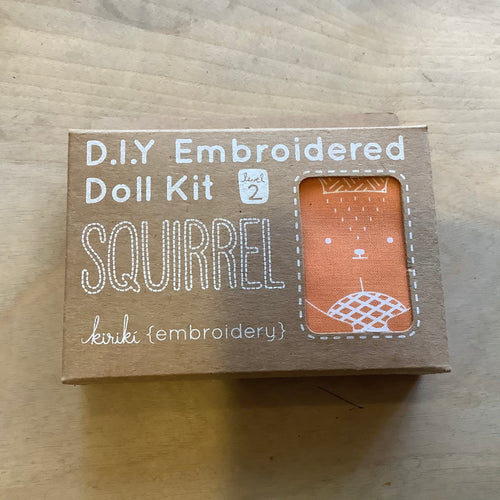 D.I.Y Embroidered
Doll Kit level 2
SQUIRREL
kiriki {embroidery}